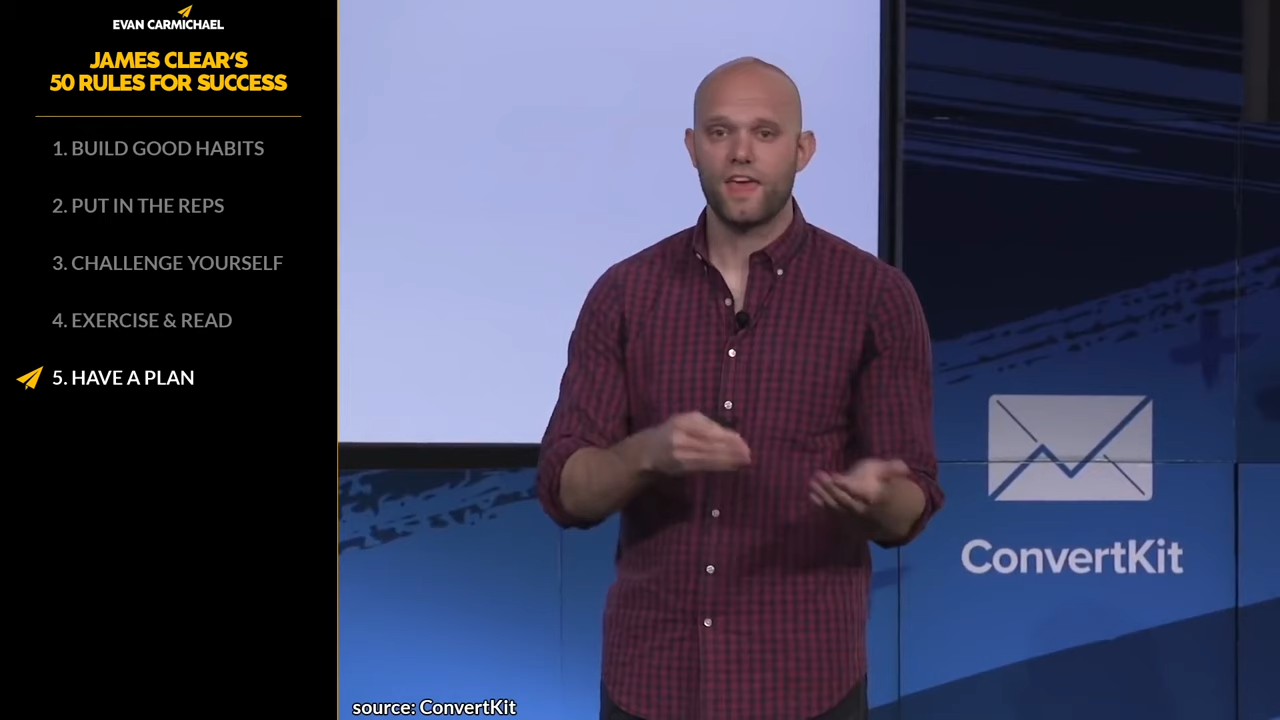 EVAN CARMICHAEL
JAMES CLEAR'S
50 RULES FOR SUCCESS
1. BUILD GOOD HABITS
2. PUT IN THE REPS
3. CHALLENGE YOURSELF
4. EXERCISE & READ
5. HAVE A PLAN
ConvertKit
source: ConvertKit